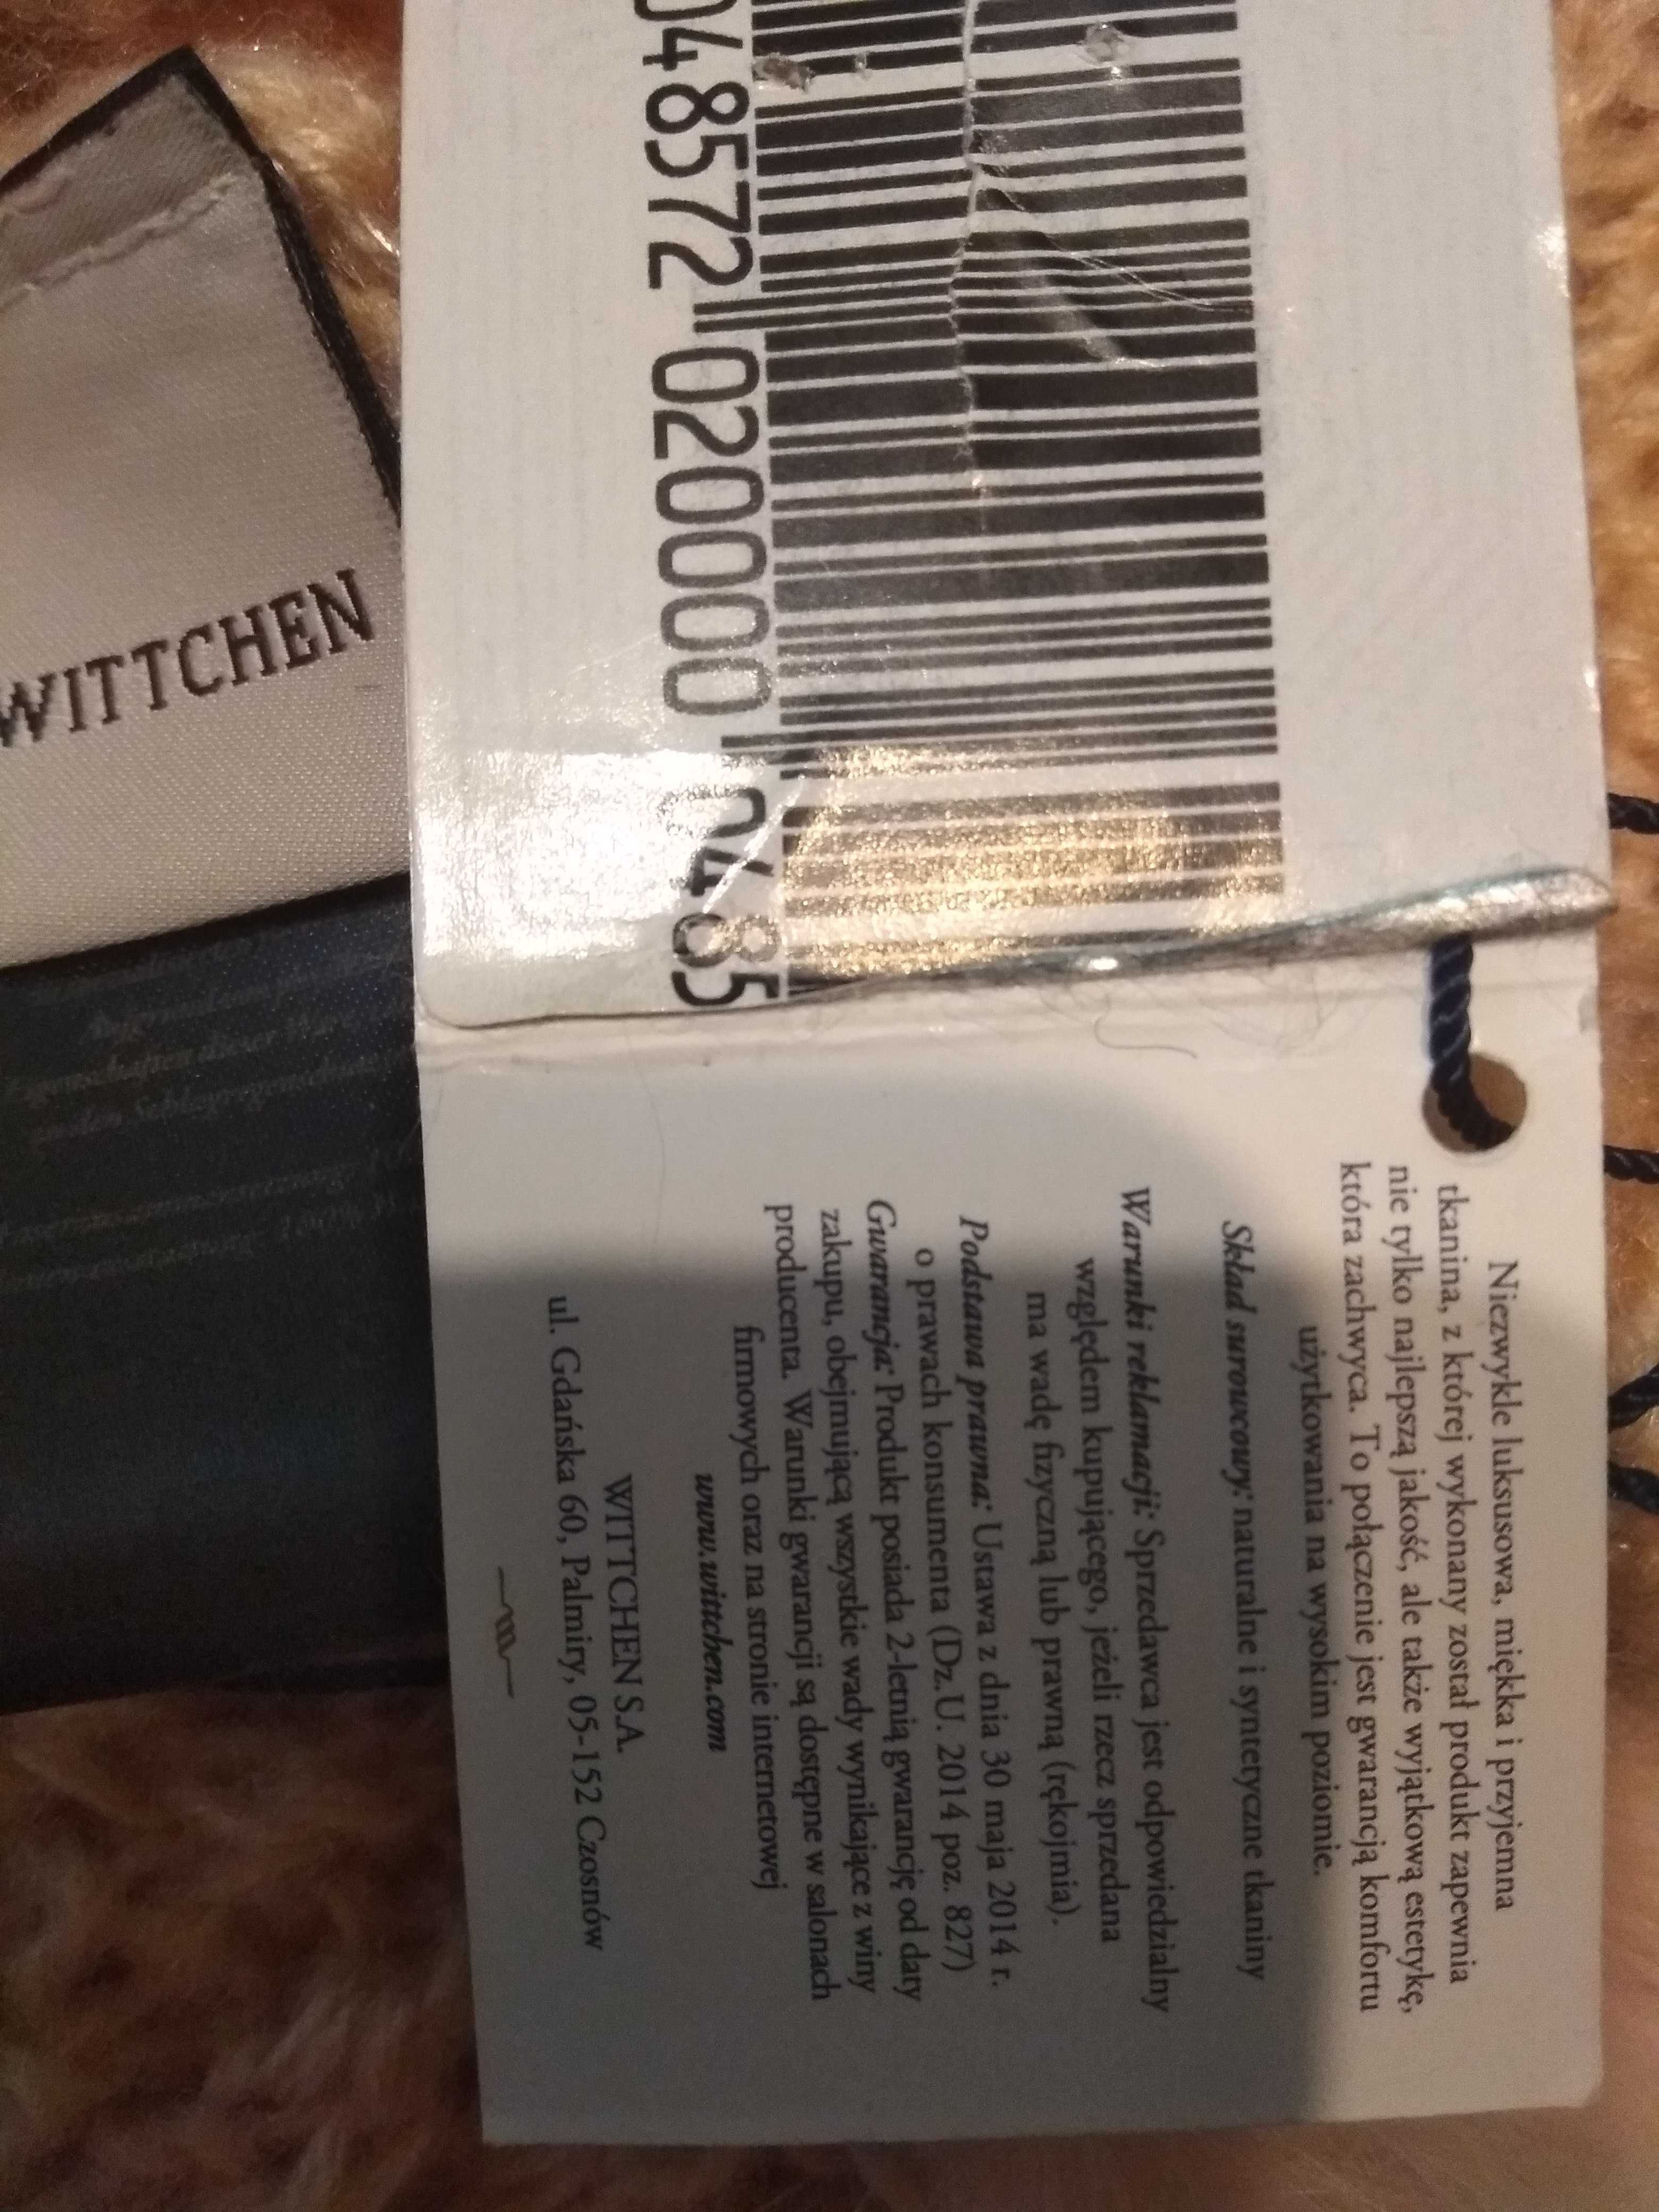 048572 020000 0485
WITTCHEN
Niezwykle luksusowa, miękka i przyjemna
tkanina, z której wykonany został produkt zapewnia
nie tylko najlepszą jakość, ale także wyjątkową estetykę,
która zachwyca. To połączenie jest gwarancją komfortu
użytkowania na wysokim poziomie.
Skład surowcowy: naturalne i syntetyczne tkaniny
Warunki reklamacji: Sprzedawca jest odpowiedzialny
względem kupującego, jeżeli rzecz sprzedana
ma wadę fizyczną lub prawną (rękojmia).
Podstawa prawna: Ustawa z dnia 30 maja 2014 r.
o prawach konsumenta (Dz.U. 2014 poz. 827)
Gwarancja: Produkt posiada 2-letnią gwarancję od daty
zakupu, obejmującą wszystkie wady wynikające z winy
producenta. Warunki gwarancji są dostępne w salonach
firmowych oraz na stronie internetowej
www.wittchen.com
WITTCHEN S.A.
ul. Gdańska 60, Palmiry, 05-152 Czosnów